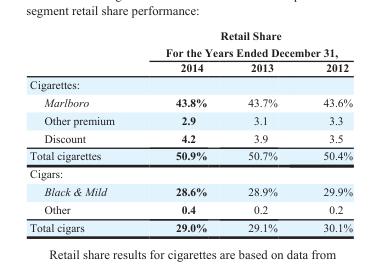 segment retail share performance:
Retail Share
For the Years Ended December 31,
2014 2013 2012
Cigarettes:
Marlboro 43.8% 43.7% 43.6%
Other premium 2.9 3.1 3.3
Discount 4.2 3.9 3.5
Total cigarettes 50.9% 50.7% 50.4%
Cigars:
Black & Mild 28.6% 28.9% 29.9%
Other 0.4 0.2 0.2
Total cigars 29.0% 29.1% 30.1%
Retail share results for cigarettes are based on data from